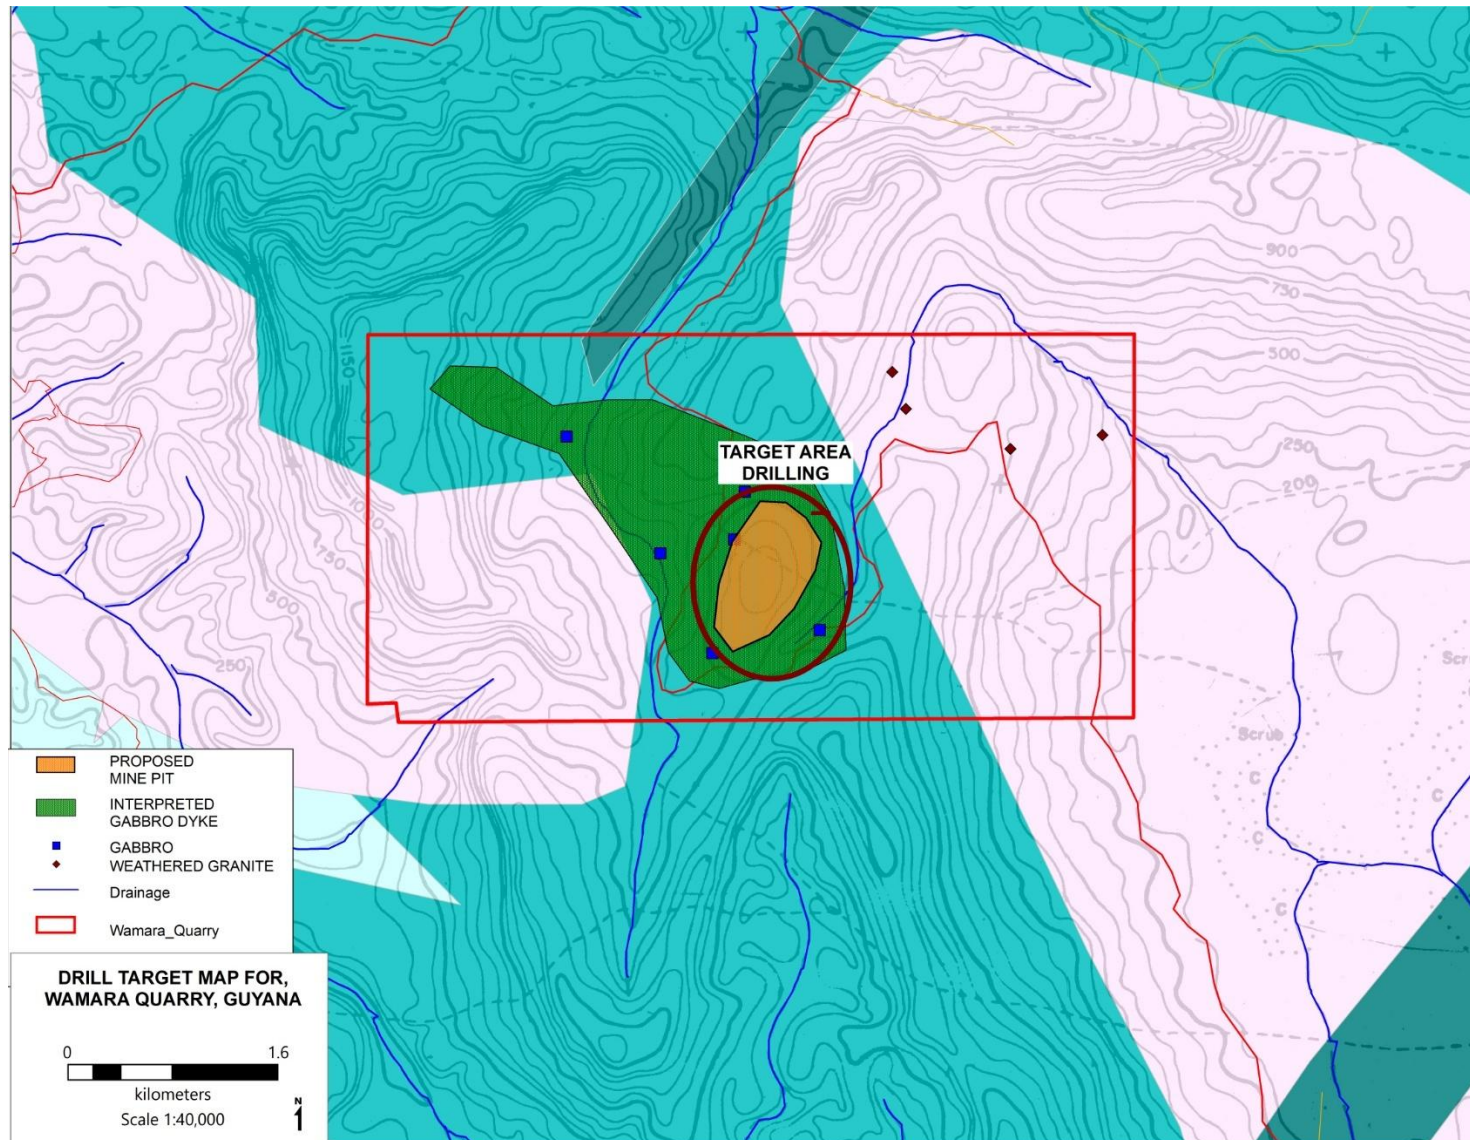 900
750
500
250
200
1150
1000
750
500
250
TARGET AREA
DRILLING
Scrub
C
C
C
C
PROPOSED
MINE PIT
INTERPRETED
GABBRO DYKE
GABBRO
WEATHERED GRANITE
Drainage
Wamara_Quarry
DRILL TARGET MAP FOR,
WAMARA QUARRY, GUYANA
0 1.6
kilometers
Scale 1:40,000
N